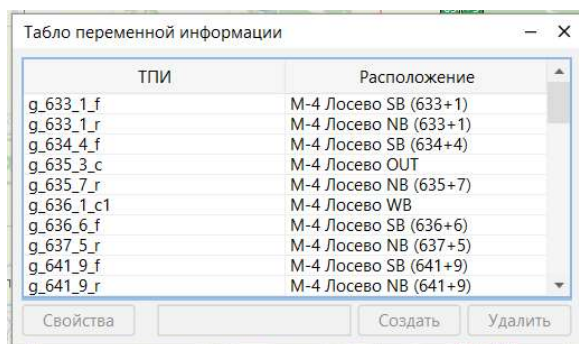 Табло переменной информации
ТПИ Расположение
g_633_1_f М-4 Лосево SB (633+1)
g_633_1_r М-4 Лосево NB (633+1)
g_634_4_f М-4 Лосево SB (634+4)
g_635_3_c М-4 Лосево OUT
g_635_7_r М-4 Лосево NB (635+7)
g_636_1_c1 М-4 Лосево WB
g_636_6_f М-4 Лосево SB (636+6)
g_637_5_r М-4 Лосево NB (637+5)
g_641_9_f М-4 Лосево SB (641+9)
g_641_9_r М-4 Лосево NB (641+9)
Свойства Создать Удалить